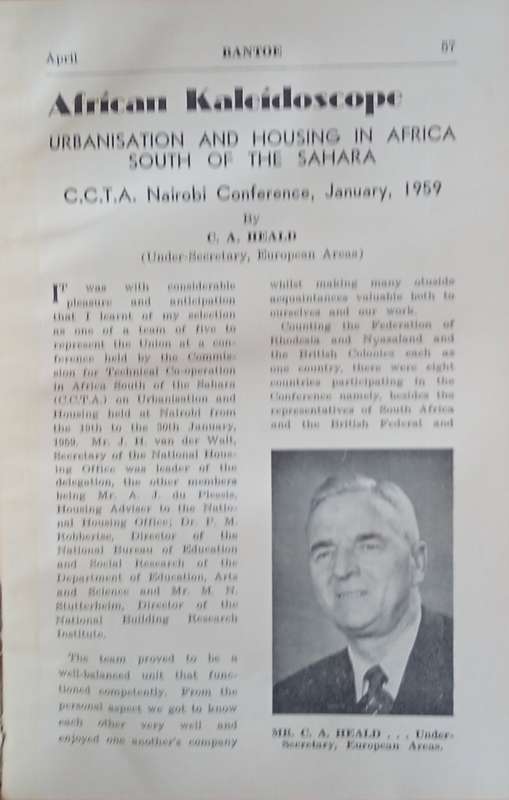 April
BANTOE
57
African Kaleidoscope
URBANISATION AND HOUSING IN AFRICA
SOUTH OF THE SAHARA
C.C.T.A. Nairobi Conference, January, 1959
By
C. A. HEALD
(Under-Secretary, European Areas)
IT was with considerable
pleasure and anticipation
that I learnt of my selection
as one of a team of five to
represent the Union at a con-
ference held by the Commis-
sion for Technical Co-operation
in Africa South of the Sahara
(C.C.T.A.) on Urbanisation and
Housing held at Nairobi from
the 19th to the 30th January,
1959. Mr. J. H. van der Walt,
Secretary of the National Hous-
ing Office was leader of the
delegation, the other members
being Mr. A. J. du Plessis,
Housing Adviser to the Natio-
nal Housing Office; Dr. P. M.
Robbertse, Director of the
National Bureau of Education
and Social Research of the
Department of Education, Arts
and Science and Mr. M. N.
Stutterheim, Director of the
National Building Research
Institute.
The team proved to be a
well-balanced unit that func-
tioned competently. From the
personal aspect we got to know
each other very well and
enjoyed one another's company
whilst making many outside
acquaintances valuable both to
ourselves and our work.
Counting the Federation of
Rhodesia and Nyasaland and
the British Colonies each as
one country, there were eight
countries participating in the
Conference namely, besides the
representatives of South Africa
and the British Federal and
MR. C. A. HEALD . . . Under-
Secretary, European Areas.